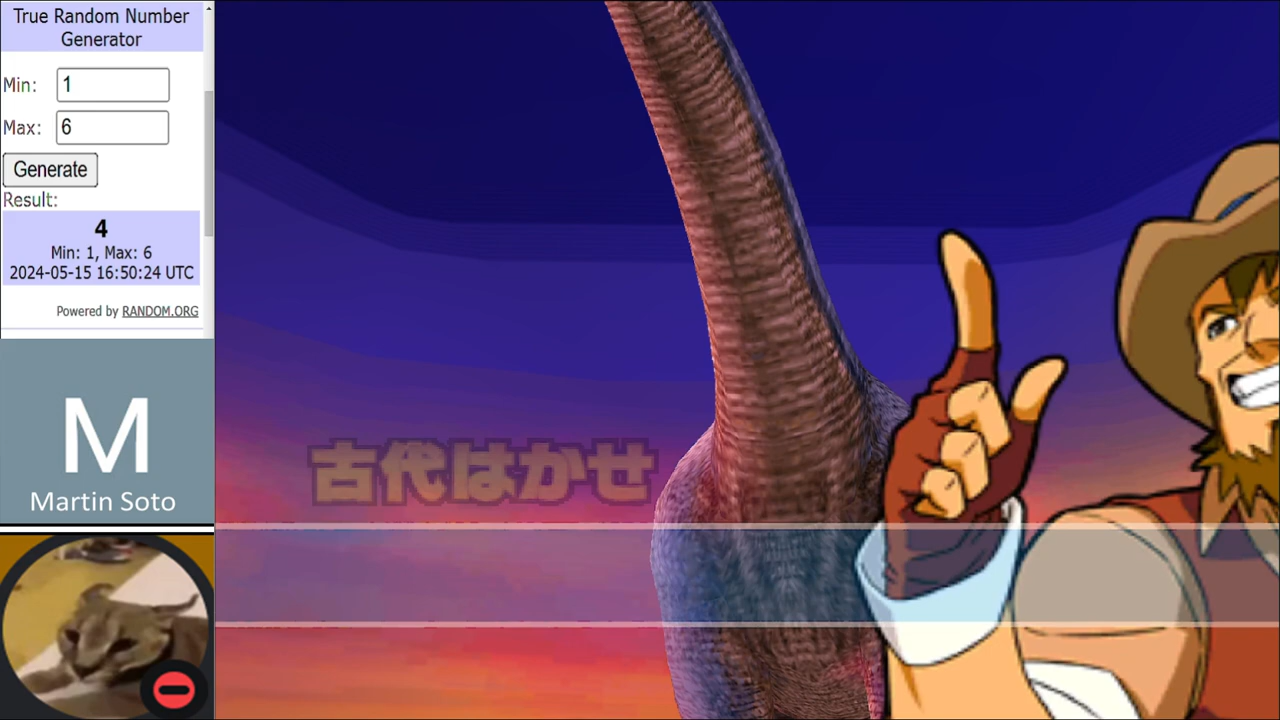 True Random Number
Generator
Min: 1
Max: 6
Generate
Result:
4
Min: 1, Max: 6
2024-05-15 16:50:24 UTC
Powered by RANDOM.ORG
M
Martin Soto
古代はかせ